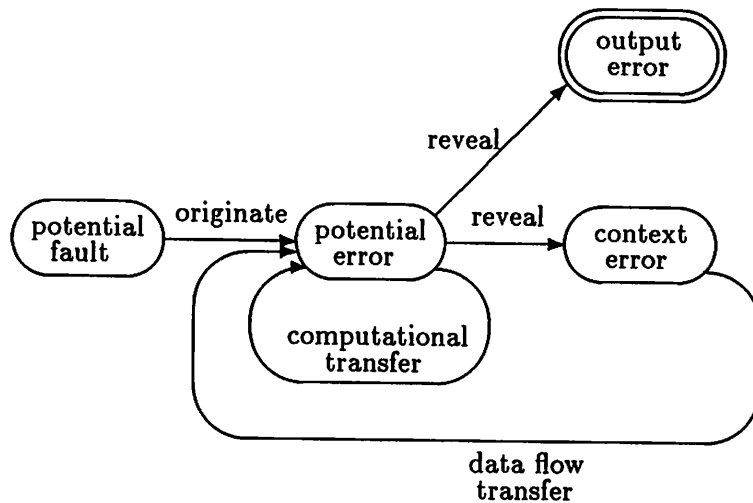 output
error
reveal
originate
potential
fault
potential
error
reveal
context
error
computational
transfer
data flow
transfer